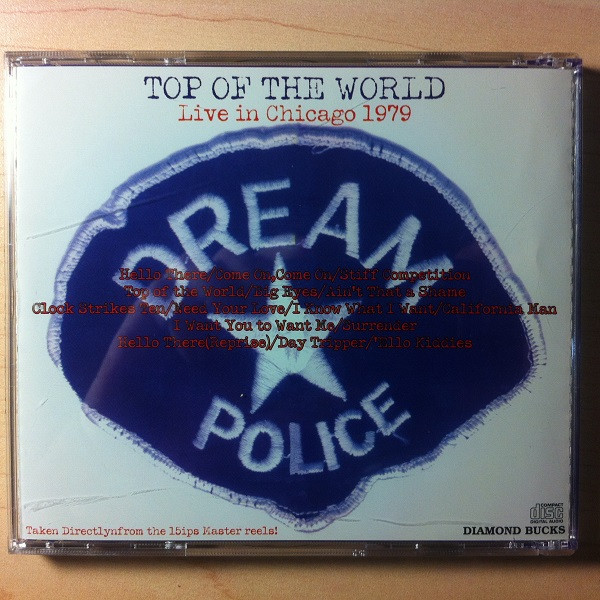 TOP OF THE WORLD
Live in Chicago 1979
DREAM
Hello There/Come On,Come On/Stiff Competition
Top of the World/Big Eyes/Ain't That a Shame
Clock Strikes Ten/Need Your Love/I Know What I Want/California Man
I Want You to Want Me/Surrender
Hello There(Reprise)/Day Tripper/'Ello Kiddies
POLICE
Taken Directlynfrom the 15ips Master reels!
COMPACT
disc
DIGITAL AUDIO
DIAMOND BUCKS